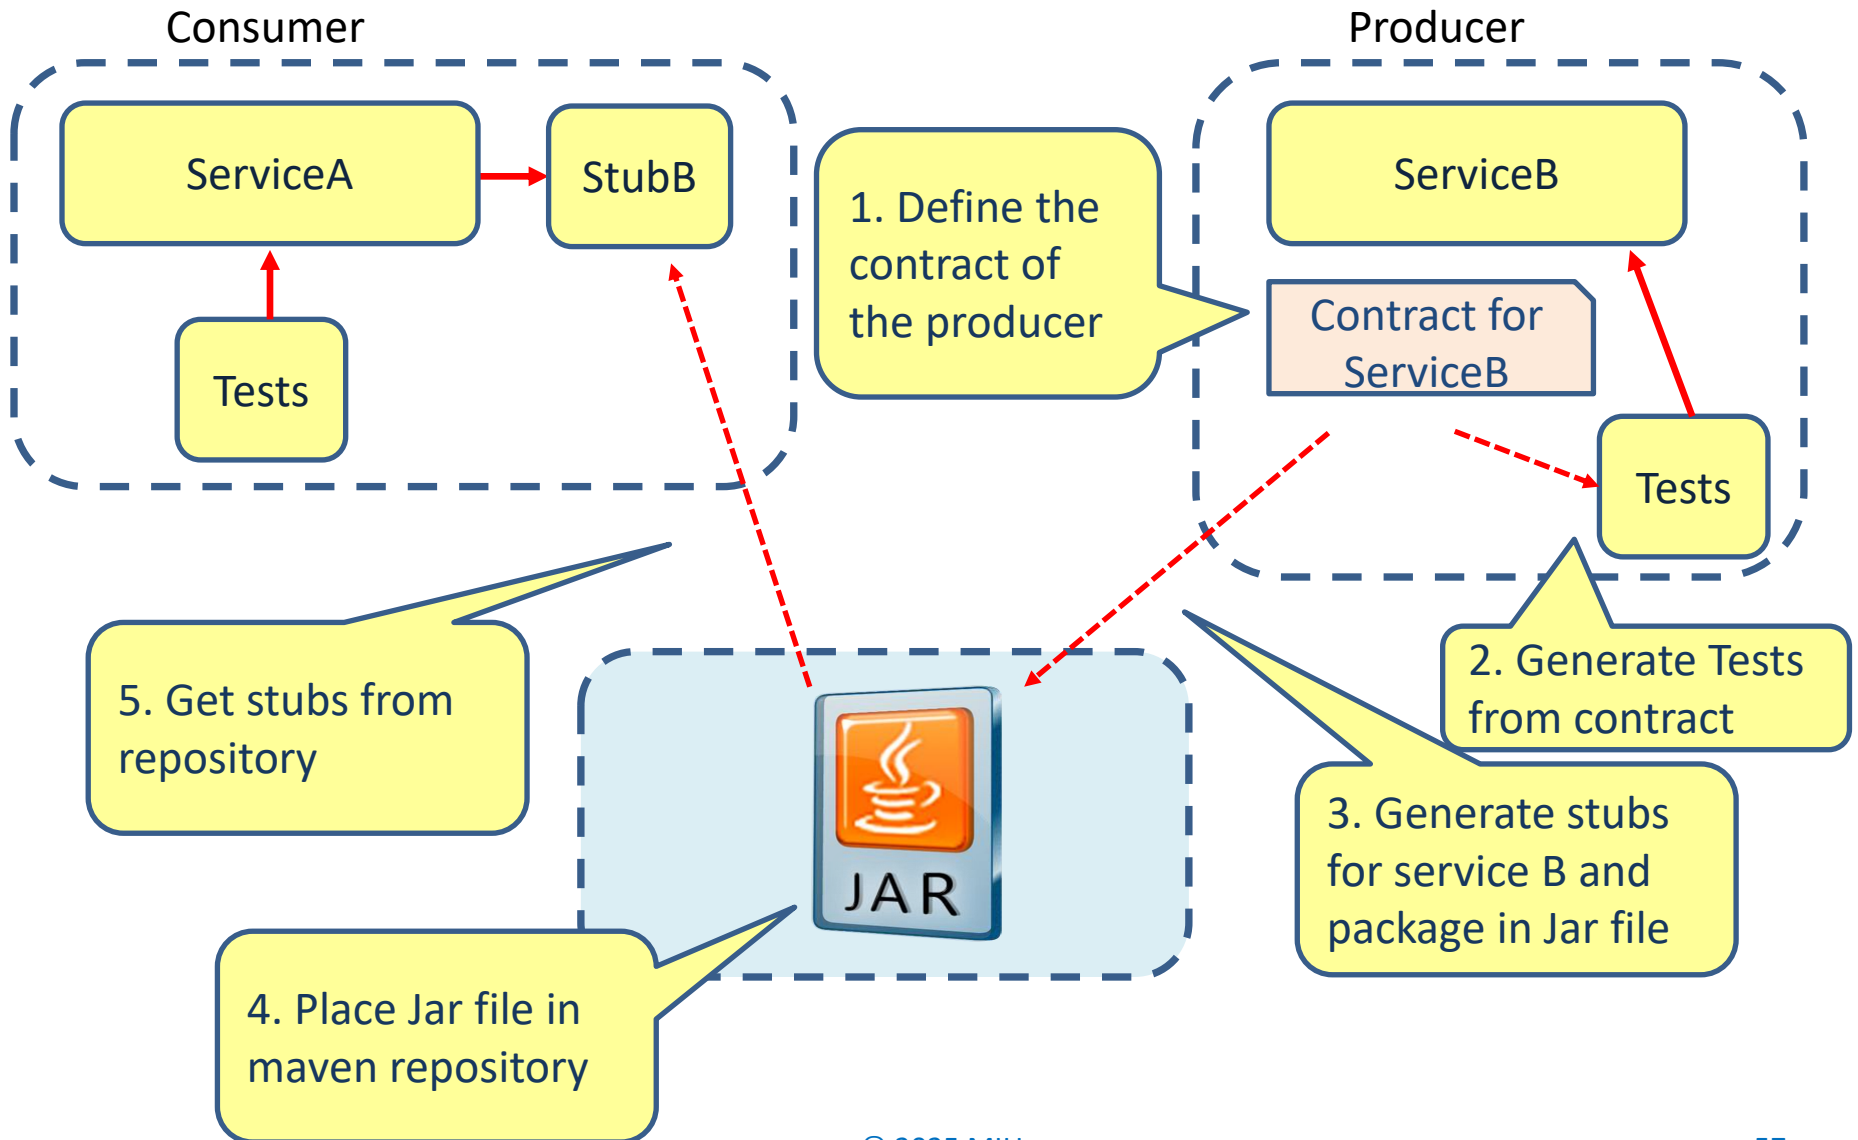 Consumer
Producer
ServiceA
StubB
Tests
1. Define the
contract of
the producer
ServiceB
Contract for
ServiceB
Tests
2. Generate Tests
from contract
3. Generate stubs
for service B and
package in Jar file
5. Get stubs from
repository
JAR
4. Place Jar file in
maven repository